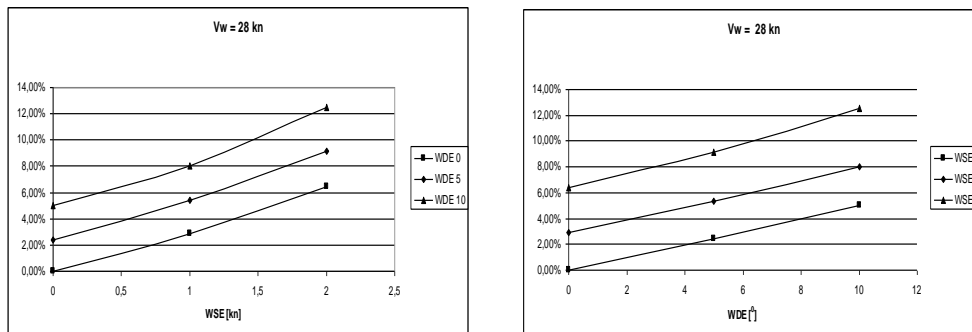 Vw = 28 kn
14,00%
12,00%
10,00%
8,00%
6,00%
4,00%
2,00%
0,00%
0
0,5
1
1,5
2
2,5
WSE [kn]
WDE 0
WDE 5
WDE 10
Vw = 28 kn
14,00%
12,00%
10,00%
8,00%
6,00%
4,00%
2,00%
0,00%
0
2
4
6
8
10
12
WDE [⁰]
WSE
WSE
WSE